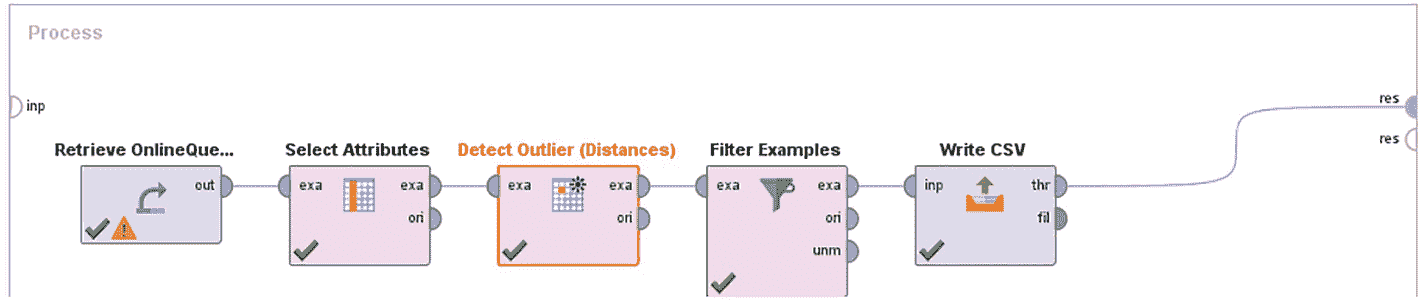 Process
inp
res
res
Retrieve OnlineQue...
Select Attributes
Detect Outlier (Distances)
Filter Examples
Write CSV
out
exa
exa
exa
exa
exa
exa
inp
thr
ori
ori
ori
fil
unm